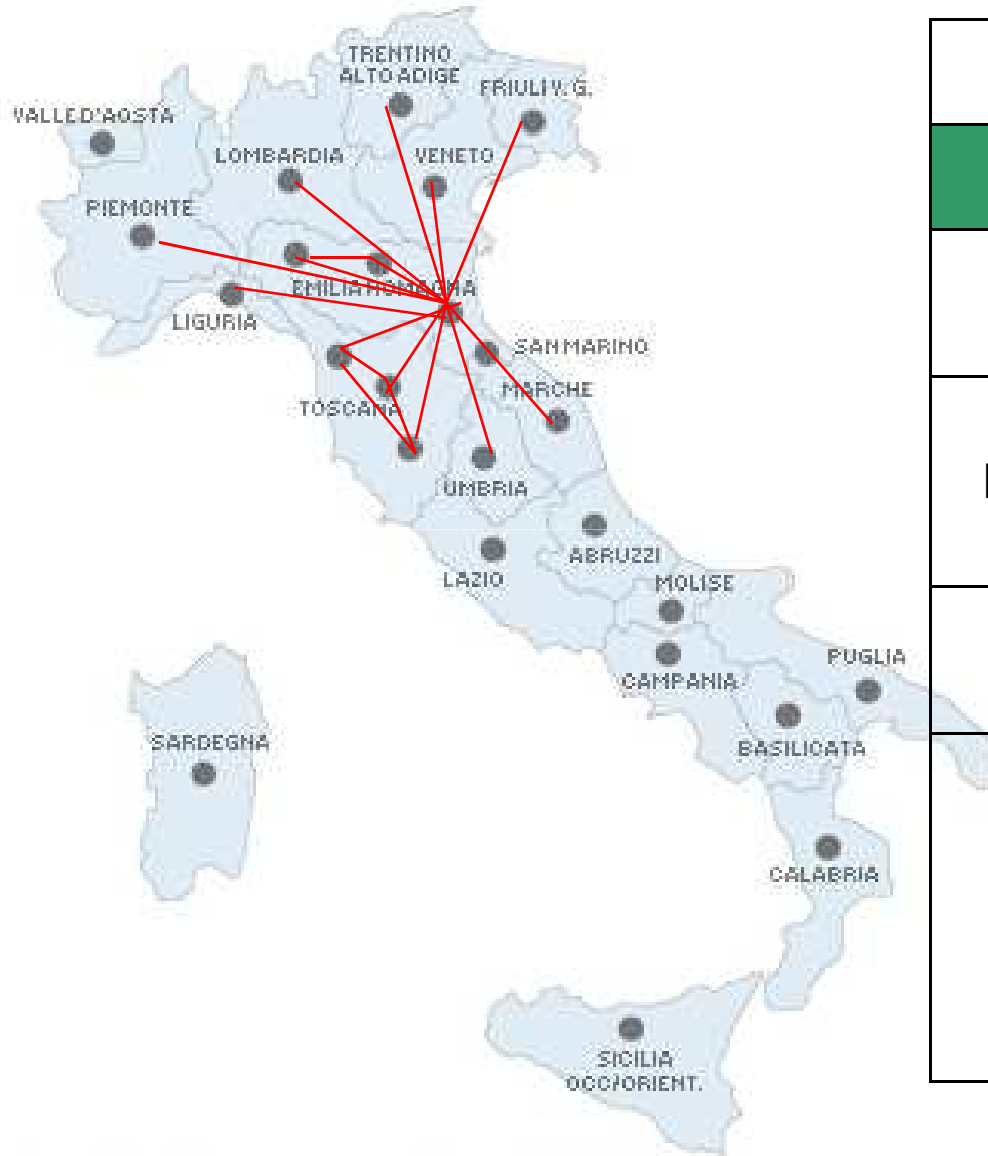 TRENTINO
ALTO ADIGE
FRIULI V. G.
VALLE D'AOSTA
LOMBARDIA
VENETO
PIEMONTE
EMILIA ROMAGNA
LIGURIA
SAN MARINO
MARCHE
TOSCANA
UMBRIA
ABRUZZI
LAZIO
MOLISE
PUGLIA
CAMPANIA
SARDEGNA
BASILICATA
CALABRIA
SICILIA
OCC/ORIENT.